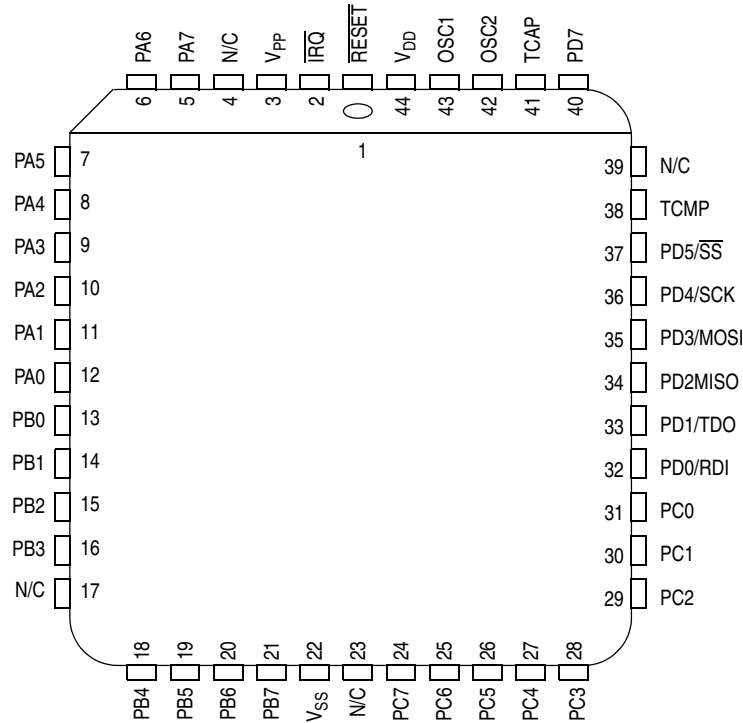 PA6 PA7 N/C VPP IRQ RESET VDD OSC1 OSC2 TCAP PD7
6 5 4 3 2 44 43 42 41 40
1
PA5 7 39 N/C
PA4 8 38 TCMP
PA3 9 37 PD5/SS
PA2 10 36 PD4/SCK
PA1 11 35 PD3/MOSI
PA0 12 34 PD2MISO
PB0 13 33 PD1/TDO
PB1 14 32 PD0/RDI
PB2 15 31 PC0
PB3 16 30 PC1
N/C 17 29 PC2
18 19 20 21 22 23 24 25 26 27 28
PB4 PB5 PB6 PB7 VSS N/C PC7 PC6 PC5 PC4 PC3